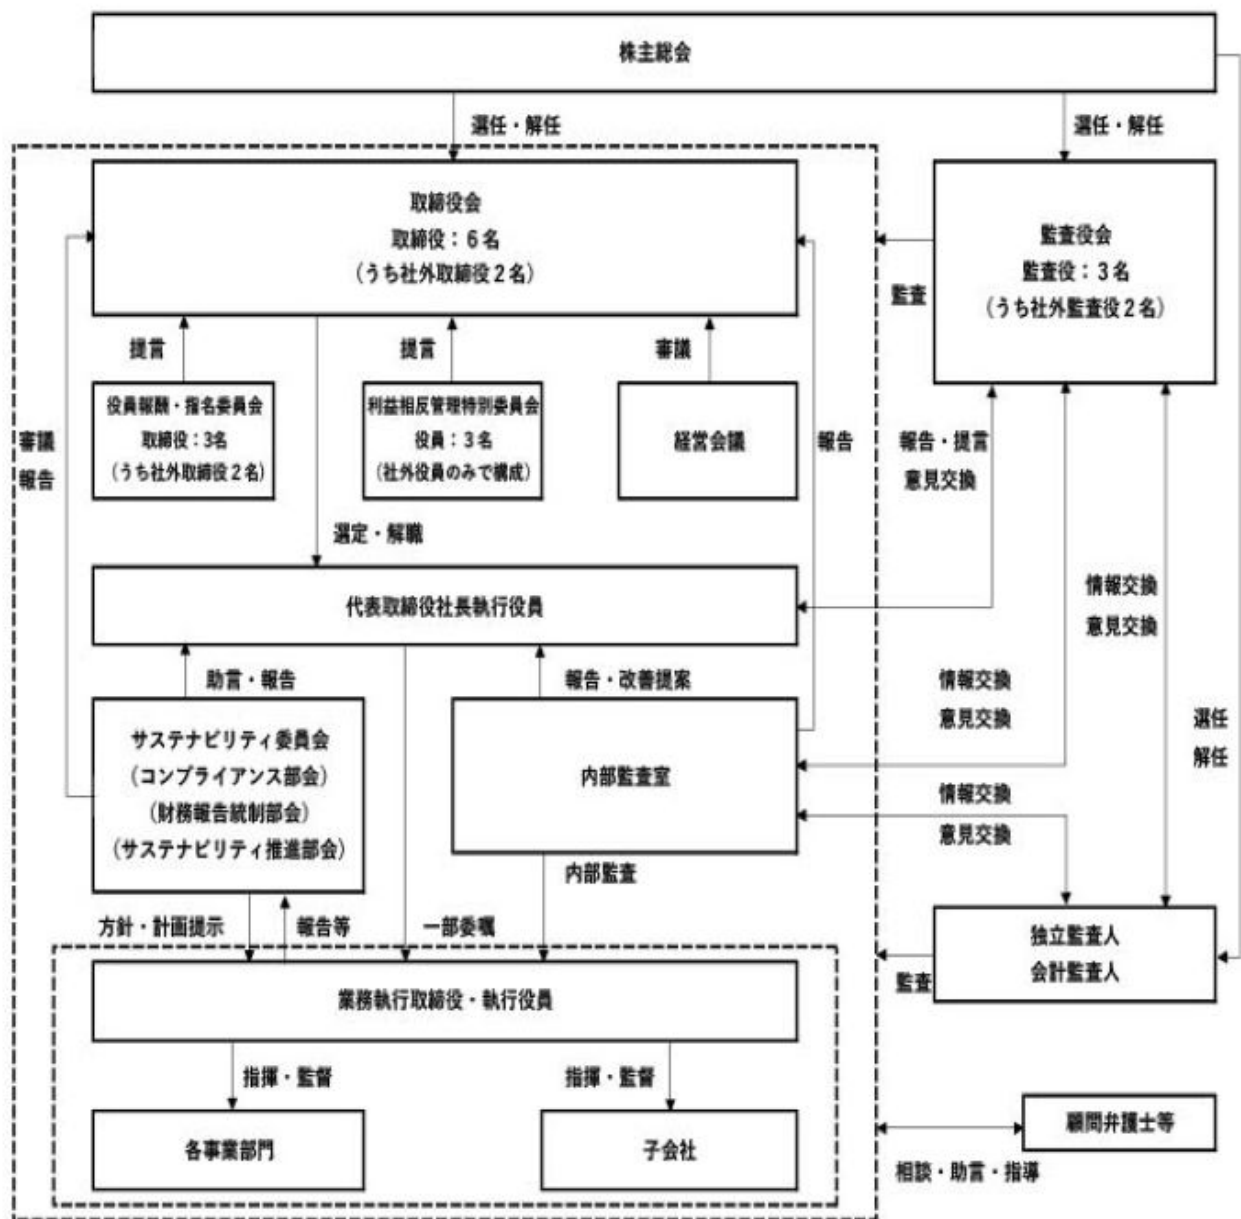 株主総会
選任・解任
選任・解任
取締役会
取締役：６名
（うち社外取締役２名）
監査役会
監査役：３名
（うち社外監査役２名）
監査
提言
提言
審議
役員報酬・指名委員会
取締役：3名
（うち社外取締役２名）
利益相反管理特別委員会
役員：３名
（社外役員のみで構成）
経営会議
審議
報告
報告
報告・提言
意見交換
選定・解職
代表取締役社長執行役員
情報交換
意見交換
助言・報告
報告・改善提案
情報交換
意見交換
選任
解任
サステナビリティ委員会
（コンプライアンス部会）
（財務報告統制部会）
（サステナビリティ推進部会）
内部監査室
情報交換
意見交換
内部監査
方針・計画提示
報告等
一部委嘱
独立監査人
会計監査人
監査
業務執行取締役・執行役員
指揮・監督
指揮・監督
各事業部門
子会社
顧問弁護士等
相談・助言・指導